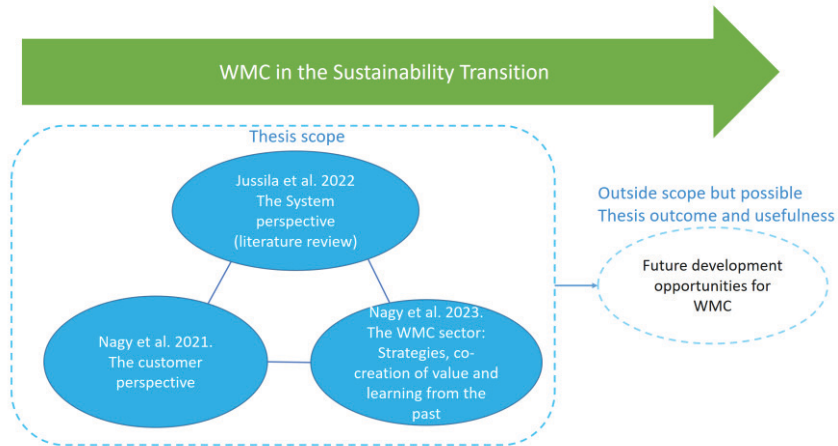 WMC in the Sustainability Transition
Thesis scope
Jussila et al. 2022
The System
perspective
(literature review)
Outside scope but possible
Thesis outcome and usefulness
Future development
opportunities for
WMC
Nagy et al. 2021.
The customer
perspective
Nagy et al. 2023.
The WMC sector:
Strategies, co-
creation of value and
learning from the
past